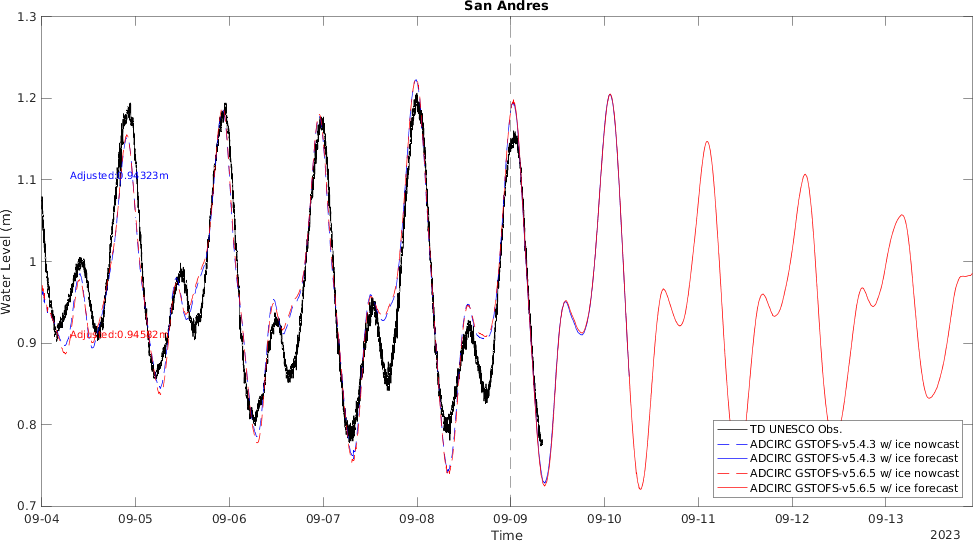 San Andres
1.3
1.2
1.1
1
0.9
0.8
0.7
Water Level (m)
Adjusted:0.94323m
Adjusted:0.94582m
TD UNESCO Obs.
ADCIRC GSTOFS-v5.4.3 w/ ice nowcast
ADCIRC GSTOFS-v5.4.3 w/ ice forecast
ADCIRC GSTOFS-v5.6.5 w/ ice nowcast
ADCIRC GSTOFS-v5.6.5 w/ ice forecast
09-04 09-05 09-06 09-07 09-08 09-09 09-10 09-11 09-12 09-13
Time
2023